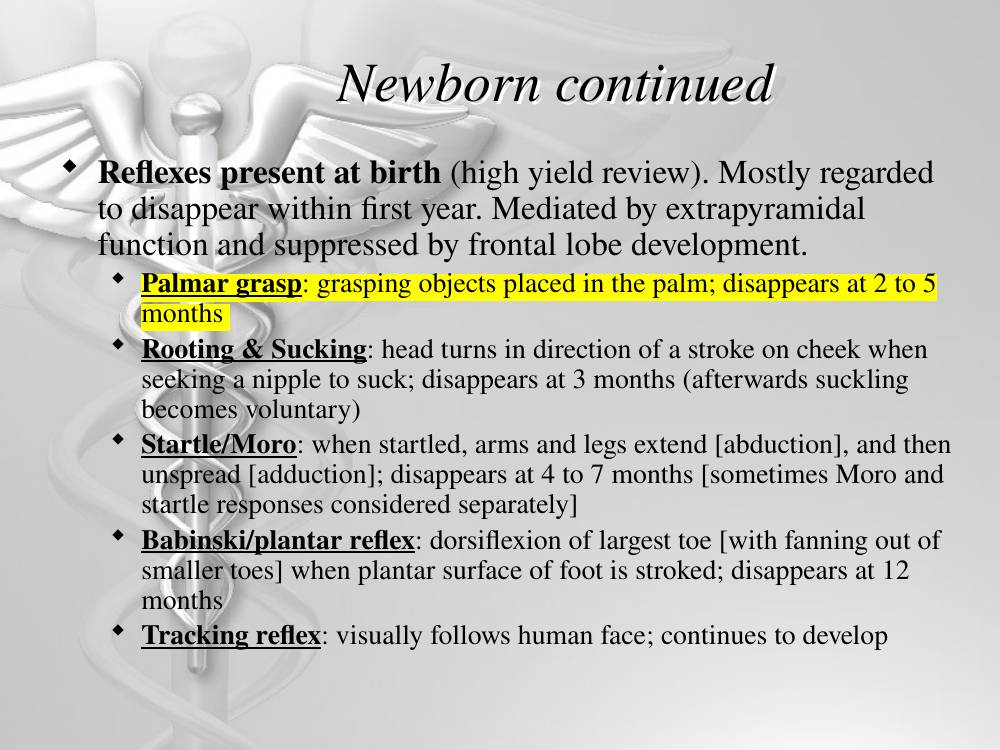 Newborn continued
Reflexes present at birth (high yield review). Mostly regarded
to disappear within first year. Mediated by extrapyramidal
function and suppressed by frontal lobe development.
Palmar grasp: grasping objects placed in the palm; disappears at 2 to 5
months
Rooting & Sucking: head turns in direction of a stroke on cheek when
seeking a nipple to suck; disappears at 3 months (afterwards suckling
becomes voluntary)
Startle/Moro: when startled, arms and legs extend [abduction], and then
unspread [adduction]; disappears at 4 to 7 months [sometimes Moro and
startle responses considered separately]
Babinski/plantar reflex: dorsiflexion of largest toe [with fanning out of
smaller toes] when plantar surface of foot is stroked; disappears at 12
months
Tracking reflex: visually follows human face; continues to develop